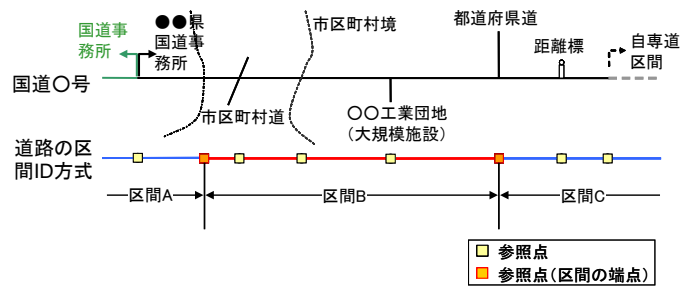 国道事
務所
●●県
国道事
務所
市区町村境
都道府県道
距離標
自専道
区間
国道〇号
市区町村道
〇〇工業団地
（大規模施設）
道路の区
間ID方式
区間A
区間B
区間C
参照点
参照点（区間の端点）